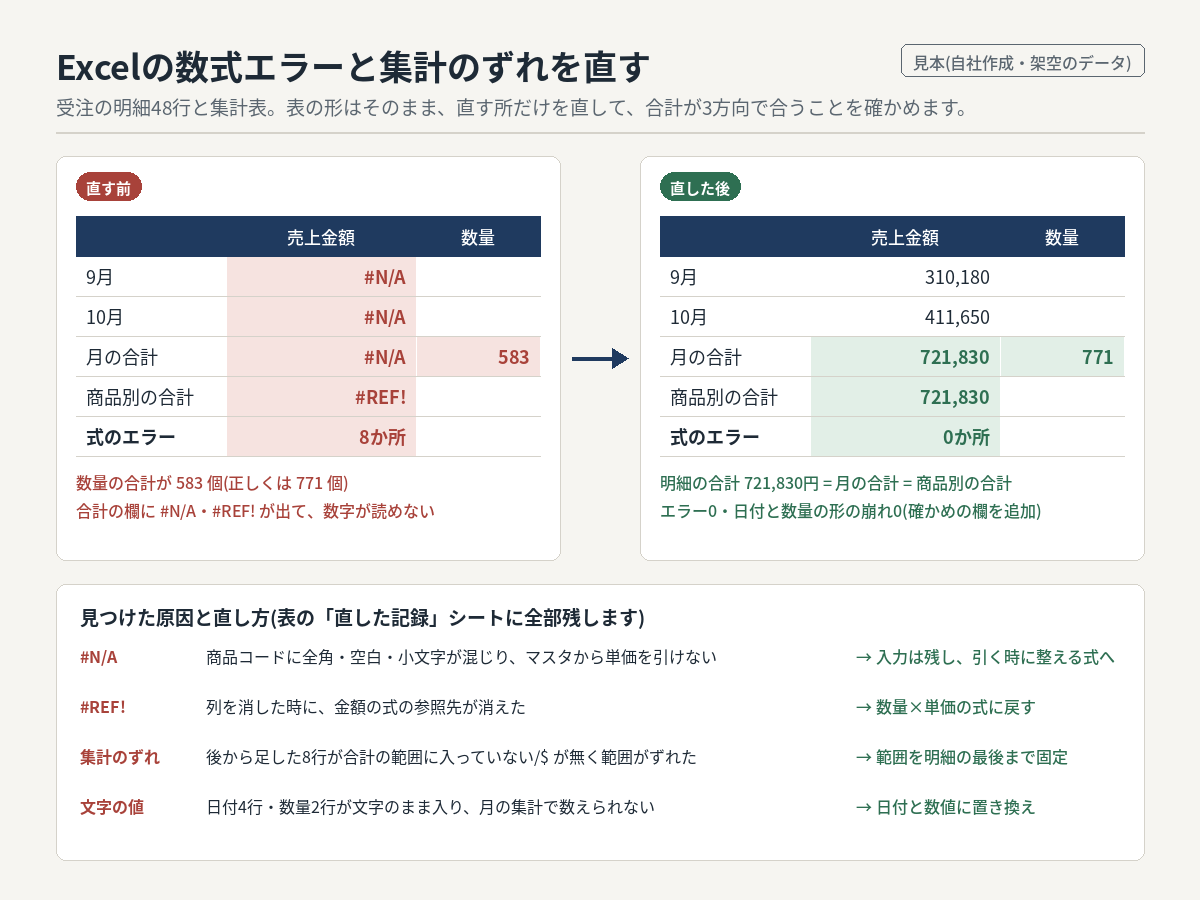 Excelの数式エラーと集計のずれを直す
見本(自社作成・架空のデータ)
受注の明細48行と集計表。表の形はそのまま、直す所だけを直して、合計が3方向で合うことを確かめます。
直す前
売上金額 数量
9月 #N/A
10月 #N/A
月の合計 #N/A 583
商品別の合計 #REF!
式のエラー 8か所
数量の合計が 583 個(正しくは 771 個)
合計の欄に #N/A・#REF! が出て、数字が読めない
直した後
売上金額 数量
9月 310,180
10月 411,650
月の合計 721,830 771
商品別の合計 721,830
式のエラー 0か所
明細の合計 721,830円 = 月の合計 = 商品別の合計
エラー0・日付と数量の形の崩れ0(確かめの欄を追加)
見つけた原因と直し方(表の「直した記録」シートに全部残します)
#N/A 商品コードに全角・空白・小文字が混じり、マスタから単価を引けない → 入力は残し、引く時に整える式へ
#REF! 列を消した時に、金額の式の参照先が消えた → 数量×単価の式に戻す
集計のずれ 後から足した8行が合計の範囲に入っていない/$ が無く範囲がずれた → 範囲を明細の最後まで固定
文字の値 日付4行・数量2行が文字のまま入り、月の集計で数えられない → 日付と数値に置き換え